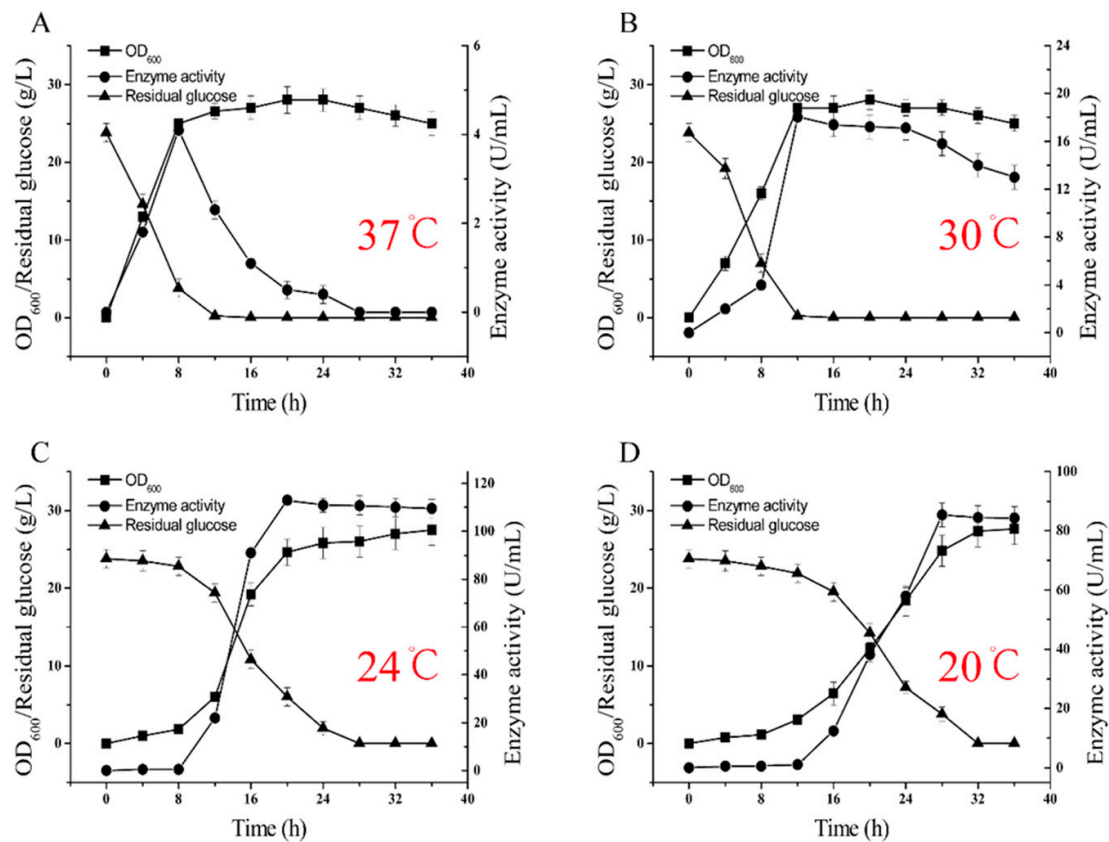 A
OD600
Enzyme activity
Residual glucose
37℃
OD600/Residual glucose (g/L)
0
10
20
30
Enzyme activity (U/mL)
0
2
4
6
0
8
16
24
32
40
Time (h)
B
OD600
Enzyme activity
Residual glucose
30℃
OD600/Residual glucose (g/L)
0
10
20
30
Enzyme activity (U/mL)
0
4
8
12
16
20
24
0
8
16
24
32
40
Time (h)
C
OD600
Enzyme activity
Residual glucose
24℃
OD600/Residual glucose (g/L)
0
10
20
30
Enzyme activity (U/mL)
0
20
40
60
80
100
120
0
8
16
24
32
40
Time (h)
D
OD600
Enzyme activity
Residual glucose
20℃
OD600/Residual glucose (g/L)
0
10
20
30
Enzyme activity (U/mL)
0
20
40
60
80
100
0
8
16
24
32
40
Time (h)